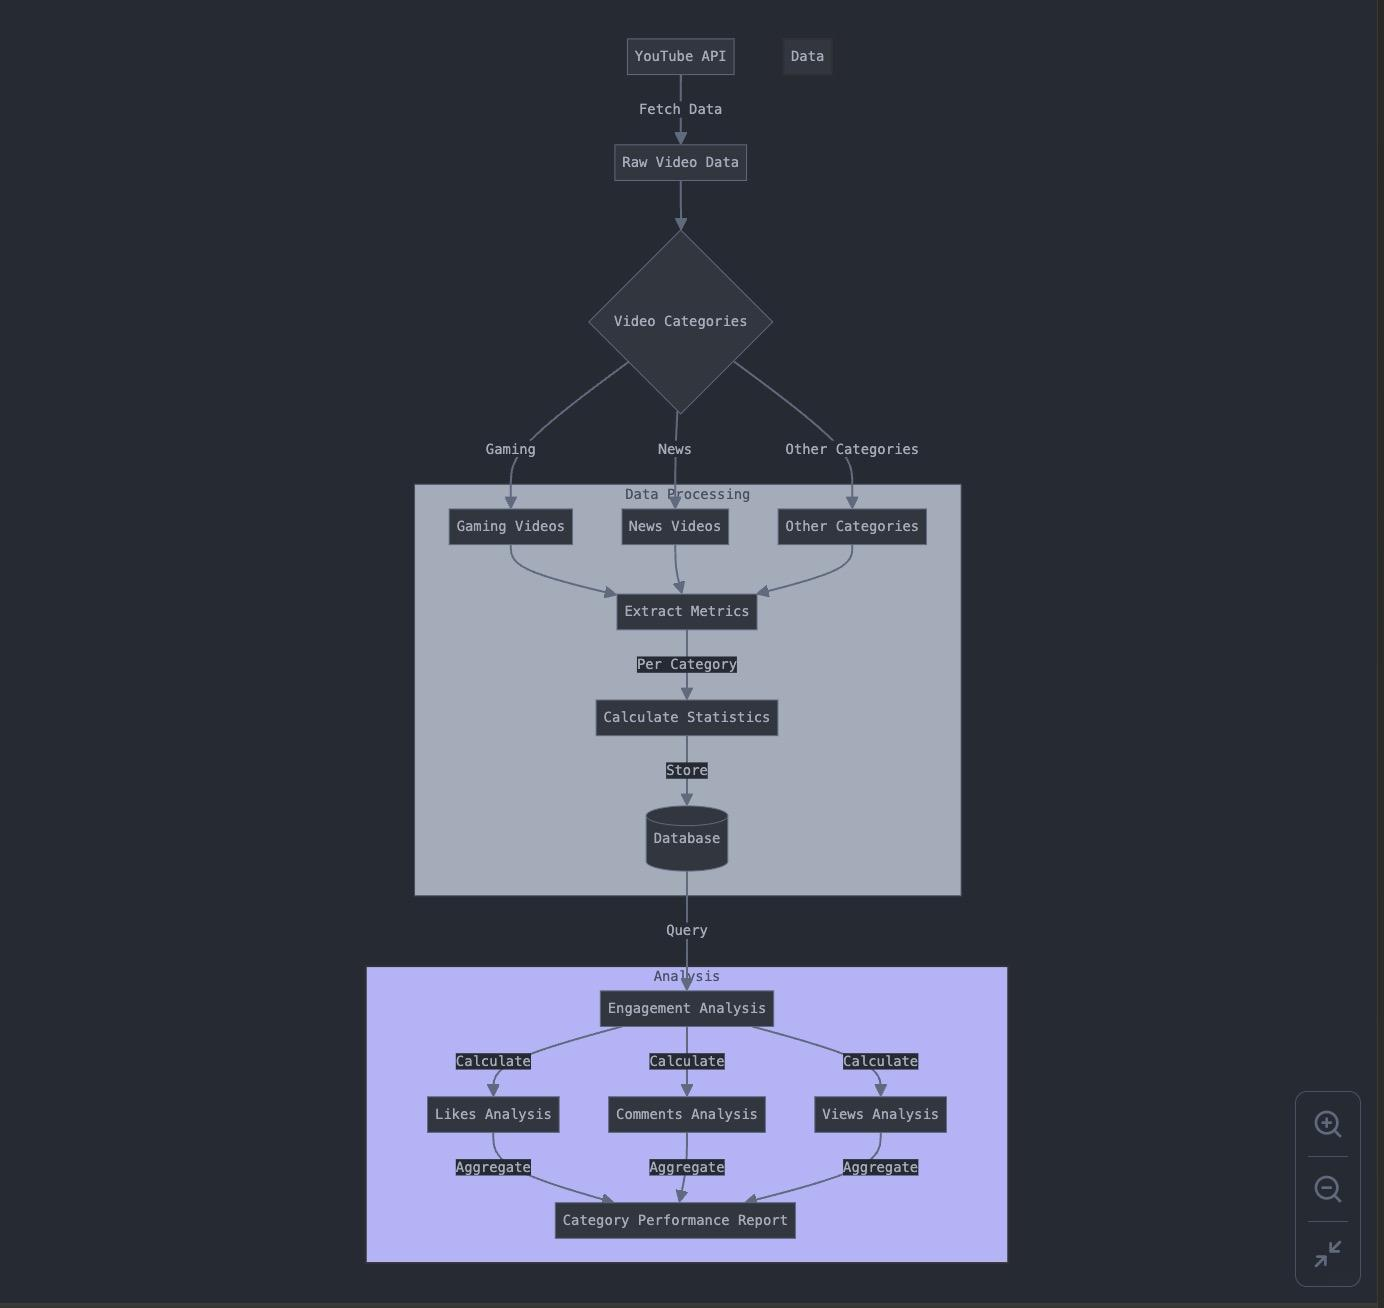 YouTube API
Data
Fetch Data
Raw Video Data
Video Categories
Gaming
News
Other Categories
Data Processing
Gaming Videos
News Videos
Other Categories
Extract Metrics
Per Category
Calculate Statistics
Store
Database
Query
Analysis
Engagement Analysis
Calculate
Calculate
Calculate
Likes Analysis
Comments Analysis
Views Analysis
Aggregate
Aggregate
Aggregate
Category Performance Report